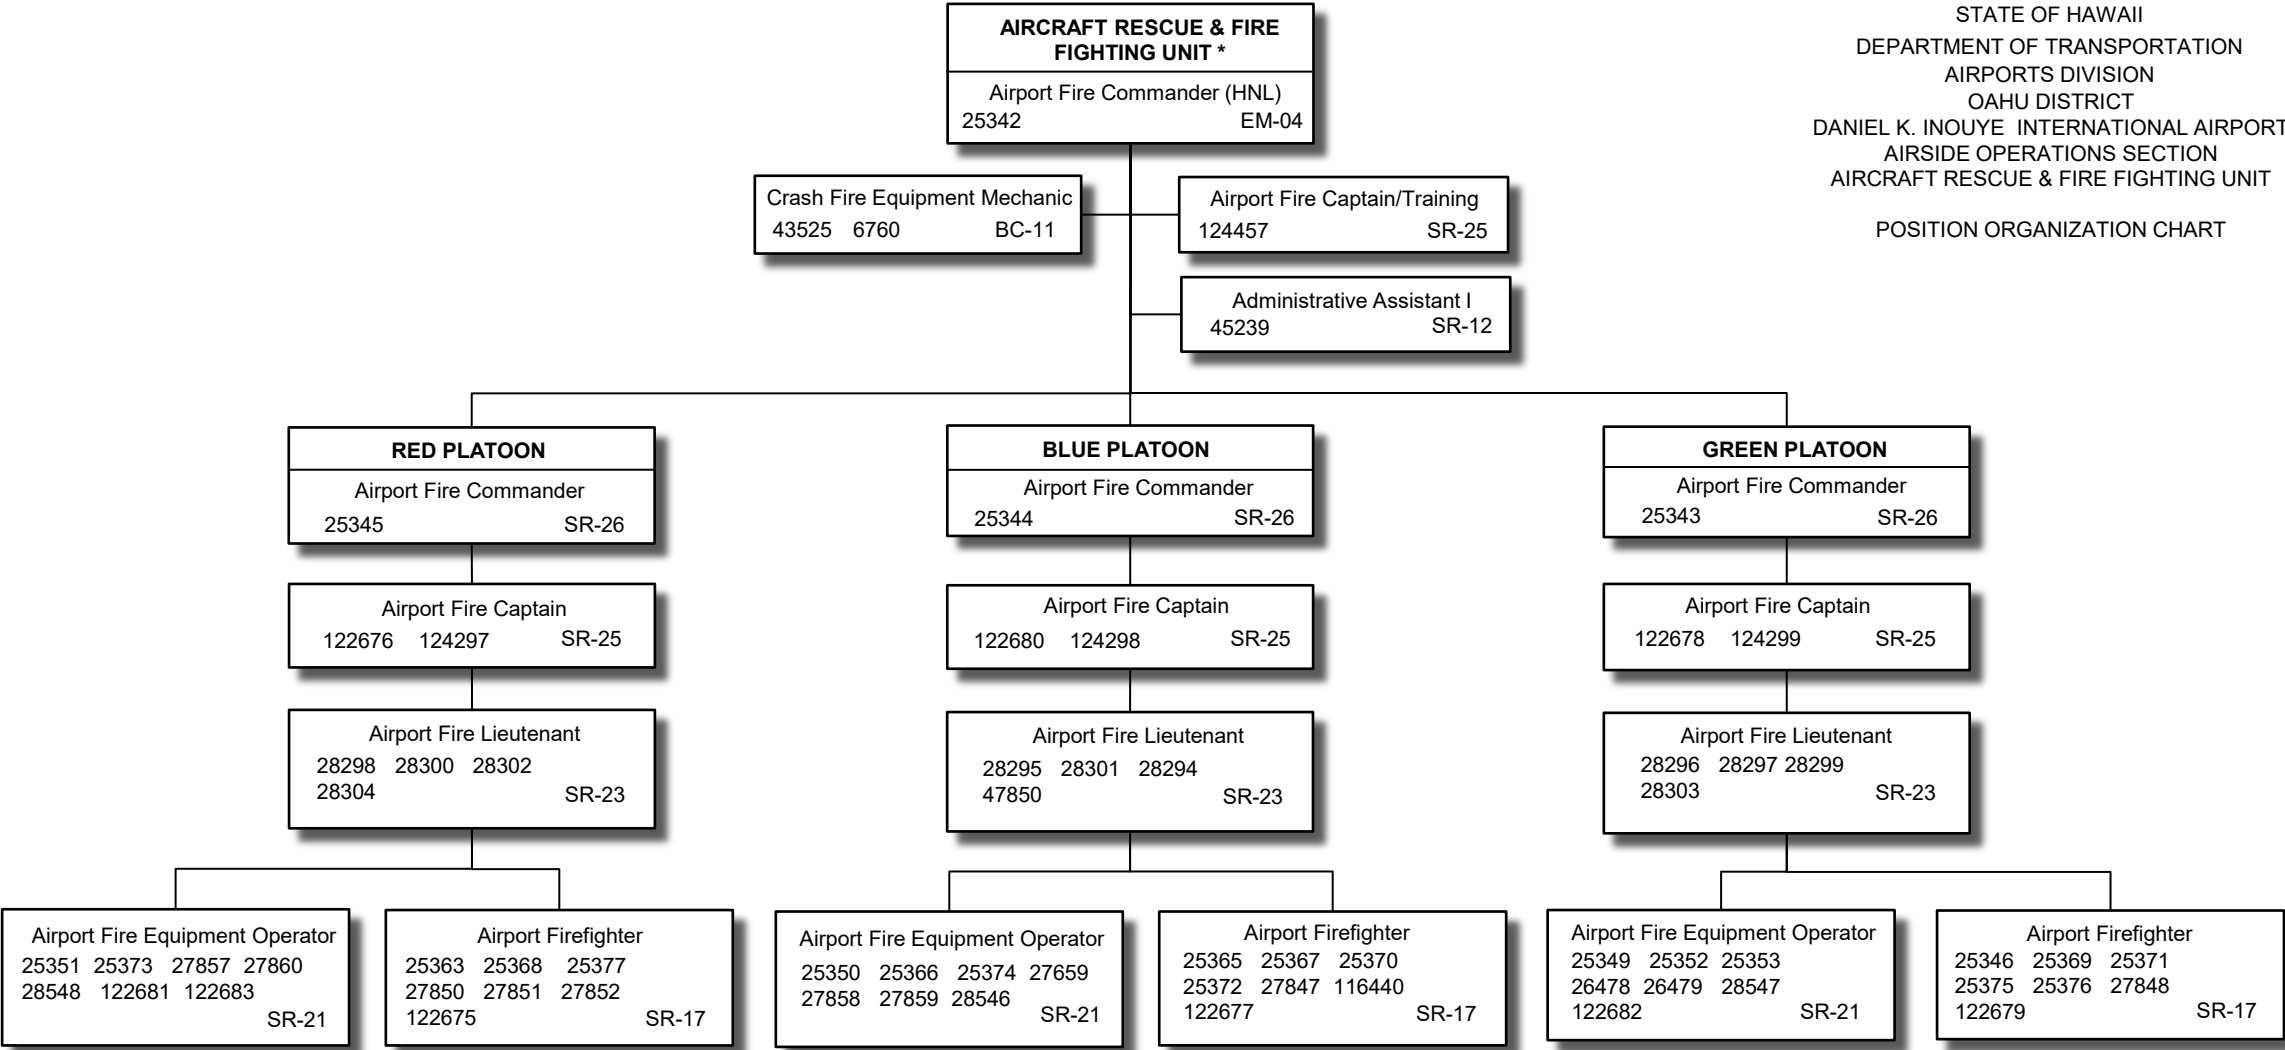 AIRCRAFT RESCUE & FIRE
FIGHTING UNIT *
Airport Fire Commander (HNL)
25342 EM-04
STATE OF HAWAII
DEPARTMENT OF TRANSPORTATION
AIRPORTS DIVISION
OAHU DISTRICT
DANIEL K. INOUYE INTERNATIONAL AIRPORT
AIRSIDE OPERATIONS SECTION
AIRCRAFT RESCUE & FIRE FIGHTING UNIT
POSITION ORGANIZATION CHART
Crash Fire Equipment Mechanic
43525 6760 BC-11
Airport Fire Captain/Training
124457 SR-25
Administrative Assistant I
45239 SR-12
RED PLATOON
Airport Fire Commander
25345 SR-26
Airport Fire Captain
122676 124297 SR-25
Airport Fire Lieutenant
28298 28300 28302
28304 SR-23
Airport Fire Equipment Operator
25351 25373 27857 27860
28548 122681 122683
SR-21
Airport Firefighter
25363 25368 25377
27850 27851 27852
122675 SR-17
BLUE PLATOON
Airport Fire Commander
25344 SR-26
Airport Fire Captain
122680 124298 SR-25
Airport Fire Lieutenant
28295 28301 28294
47850 SR-23
Airport Fire Equipment Operator
25350 25366 25374 27659
27858 27859 28546
SR-21
Airport Firefighter
25365 25367 25370
25372 27847 116440
122677 SR-17
GREEN PLATOON
Airport Fire Commander
25343 SR-26
Airport Fire Captain
122678 124299 SR-25
Airport Fire Lieutenant
28296 28297 28299
28303 SR-23
Airport Fire Equipment Operator
25349 25352 25353
26478 26479 28547
122682 SR-21
Airport Firefighter
25346 25369 25371
25375 25376 27848
122679 SR-17